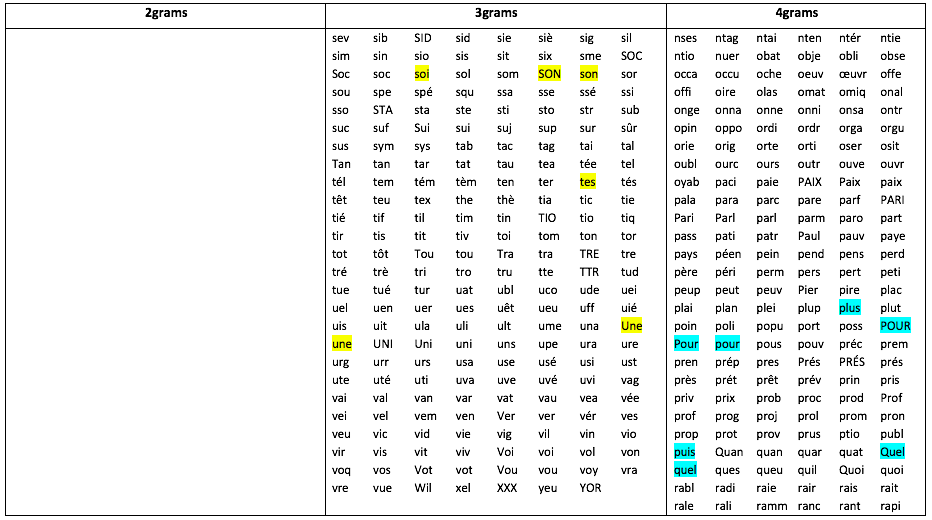 2grams 3grams 4grams
sev sib SID sid sie siè sig sil nses ntag ntai nten ntér ntie
sim sin sio sis sit six sme SOC ntio nuer obat obje obli obse
Soc soc soi sol som SON son sor occa occu oche oeuv œuvr offe
sou spe spé squ ssa sse ssé ssi offi oire olas omat omiq onal
sso STA sta ste sti sto str sub onge onna onne onni onsa ontr
suc suf Sui sui suj sup sur sûr opin oppo ordi ordr orga orgu
sus sym sys tab tac tag tai tal orie orig orte orti oser osit
Tan tan tar tat tau tea tée tel oubl ourc ours outr ouve ouvr
tél tem tém tèm ten ter tes tés oyab paci paie PAIX Paix paix
têt teu tex the thè tia tic tie pala para parc pare parf PARI
tié tif til tim tin TIO tio tiq Pari Parl parl parm paro part
tir tis tit tiv toi tom ton tor pass pati patr Paul pauv paye
tot tôt Tou tou Tra tra TRE tre pays péen pein pend pens perd
tré trè tri tro tru tte TTR tud père péri perm pers pert peti
tue tué tur uat ubl uco ude uei peup peut peuv Pier pire plac
uel uen uer ues uêt ueu uff uié plai plan plei plup plus plut
uis uit ula uli ult ume una Une poin poli popu port poss POUR
une UNI Uni uni uns upe ura ure Pour pour pous pouv préc prem
urg urr urs usa use usé usi ust pren prép pres Prés PRÉS prés
ute uté uti uva uve uvé uvi vag près prét prêt prév prin pris
vai val van var vat vau vea vée priv prix prob proc prod Prof
vei vel vem ven Ver ver vér ves prof prog proj prol prom pron
veu vic vid vie vig vil vin vio prop prot prov prus ptio publ
vir vis vit viv Voi voi vol von puis Quan quan quar quat Quel
voq vos Vot vot Vou vou voy vra quel ques queu quil Quoi quoi
vre vue Wil xel XXX yeu YOR rabl radi raie rair rais rait
rale rali ramm ranc rant rapi